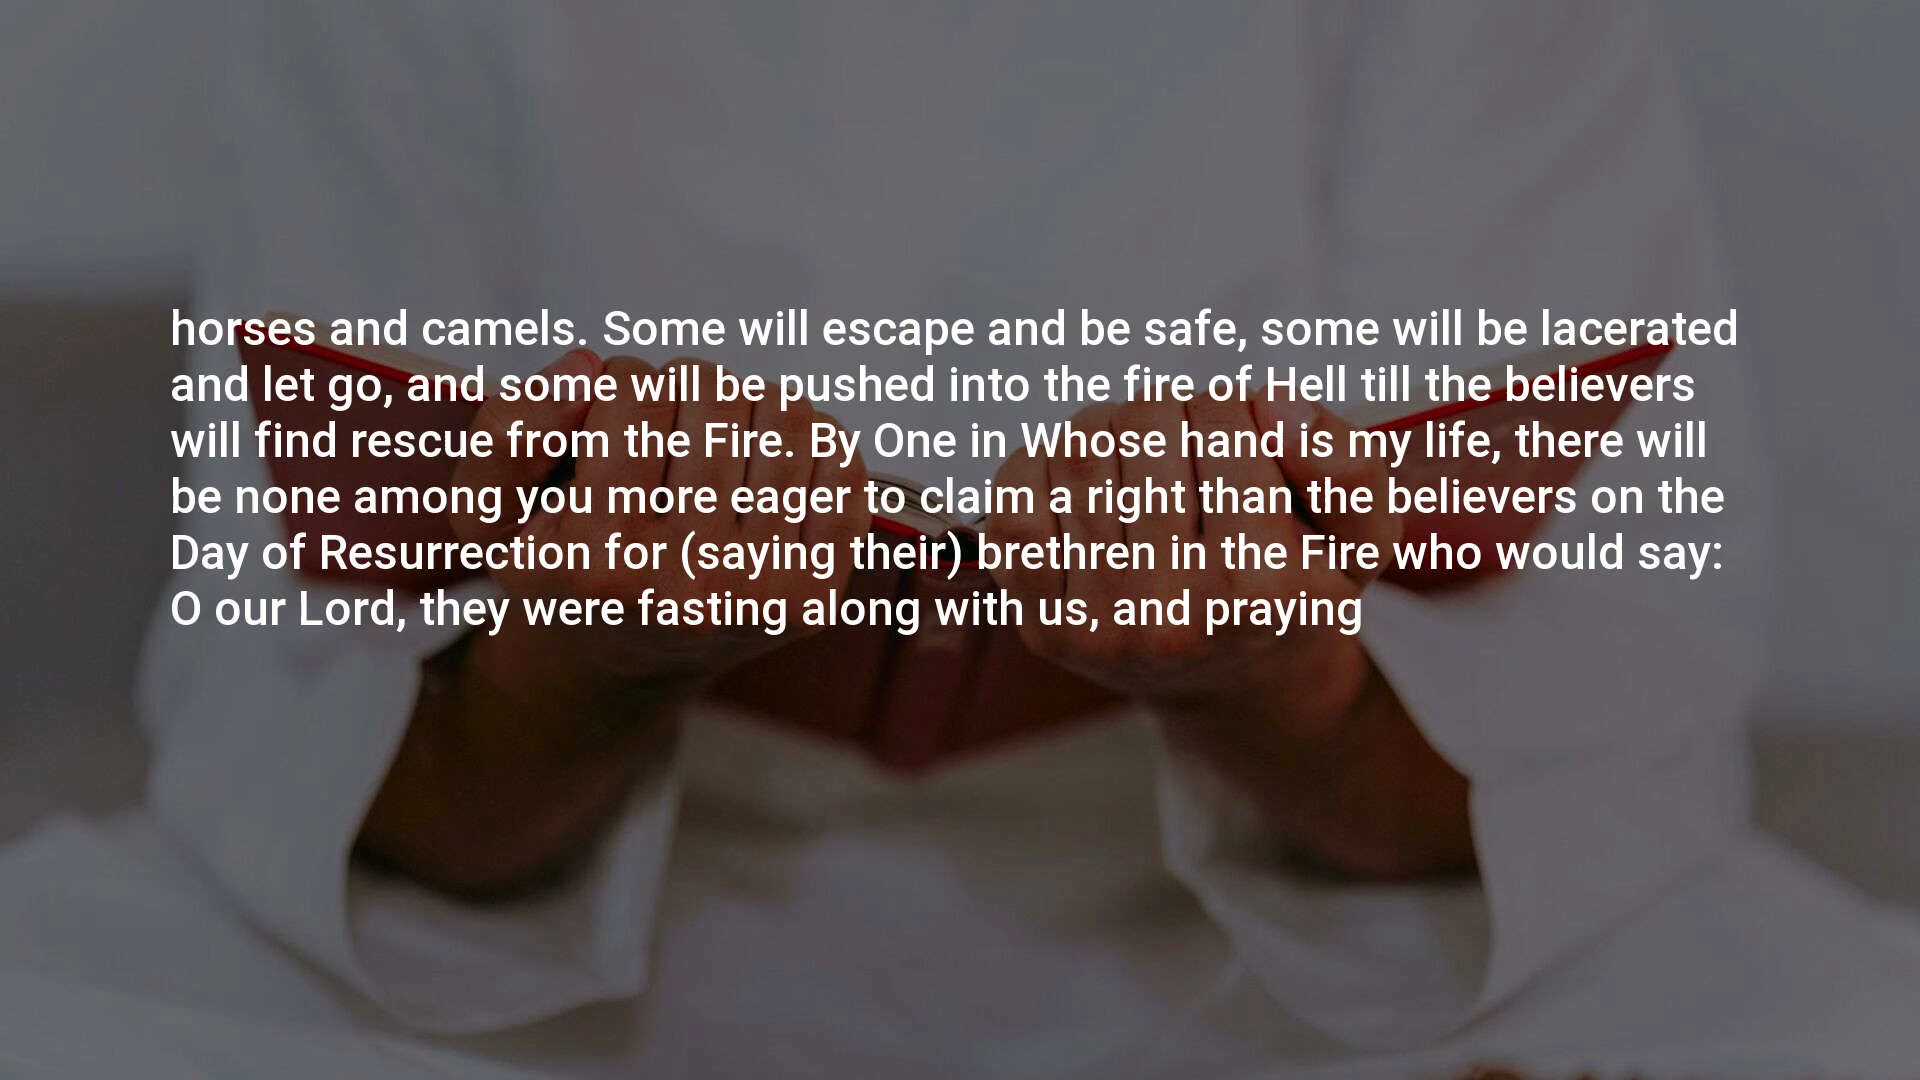 horses and camels. Some will escape and be safe, some will be lacerated
and let go, and some will be pushed into the fire of Hell till the believers
will find rescue from the Fire. By One in Whose hand is my life, there will
be none among you more eager to claim a right than the believers on the
Day of Resurrection for (saying their) brethren in the Fire who would say:
O our Lord, they were fasting along with us, and praying